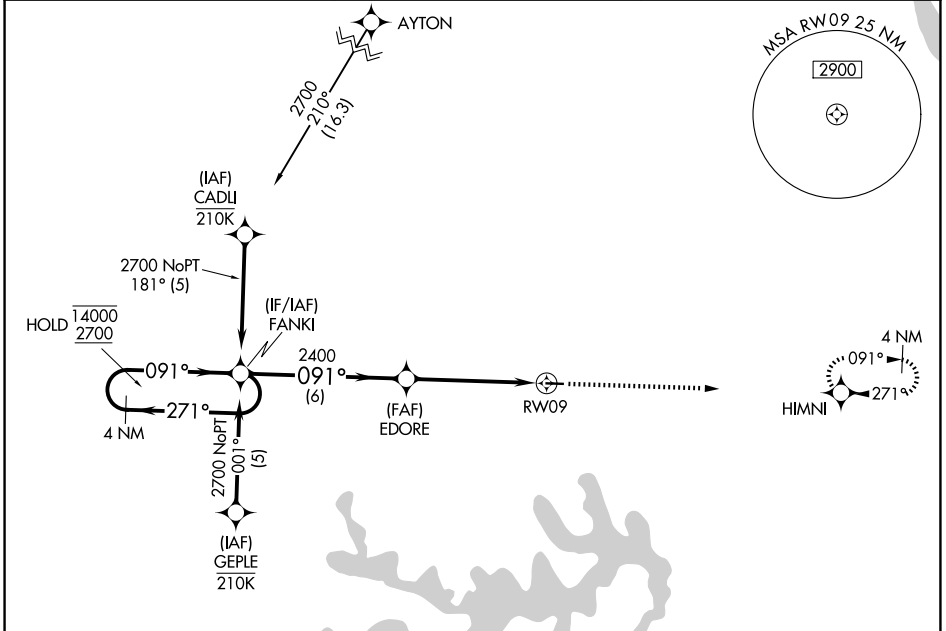 AYTON
MSA RW09 25 NM
2900
2700
210°
(16.3)
(IAF)
CADLI
210K
2700 NoPT
181° (5)
(IF/IAF)
FANKI
HOLD
14000
2700
091°
2400
091°
(6)
271°
4 NM
2700 NoPT
001°
(5)
(FAF)
EDORE
RW09
4 NM
091°
271°
HIMNI
(IAF)
GEPLE
210K